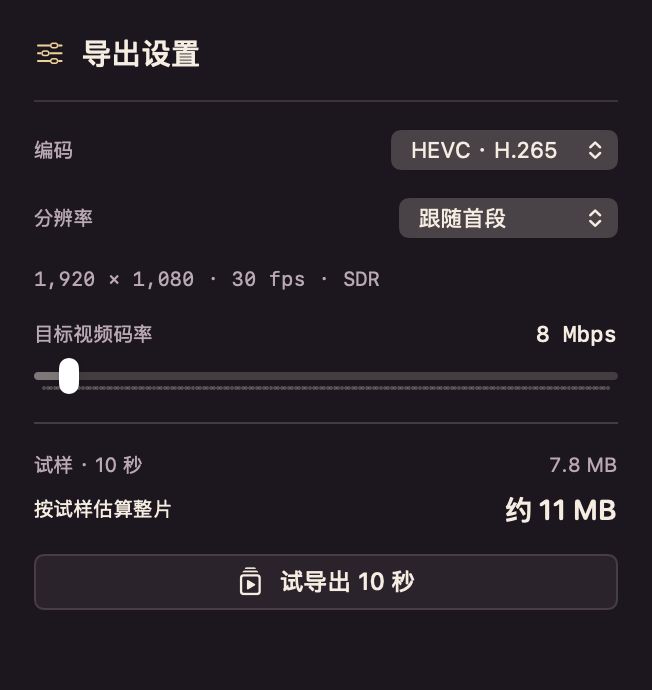 导出设置
编码 HEVC · H.265
分辨率 跟随首段
1,920 × 1,080 · 30 fps · SDR
目标视频码率 8 Mbps
试样 · 10 秒 7.8 MB
按试样估算整片 约 11 MB
试导出 10 秒